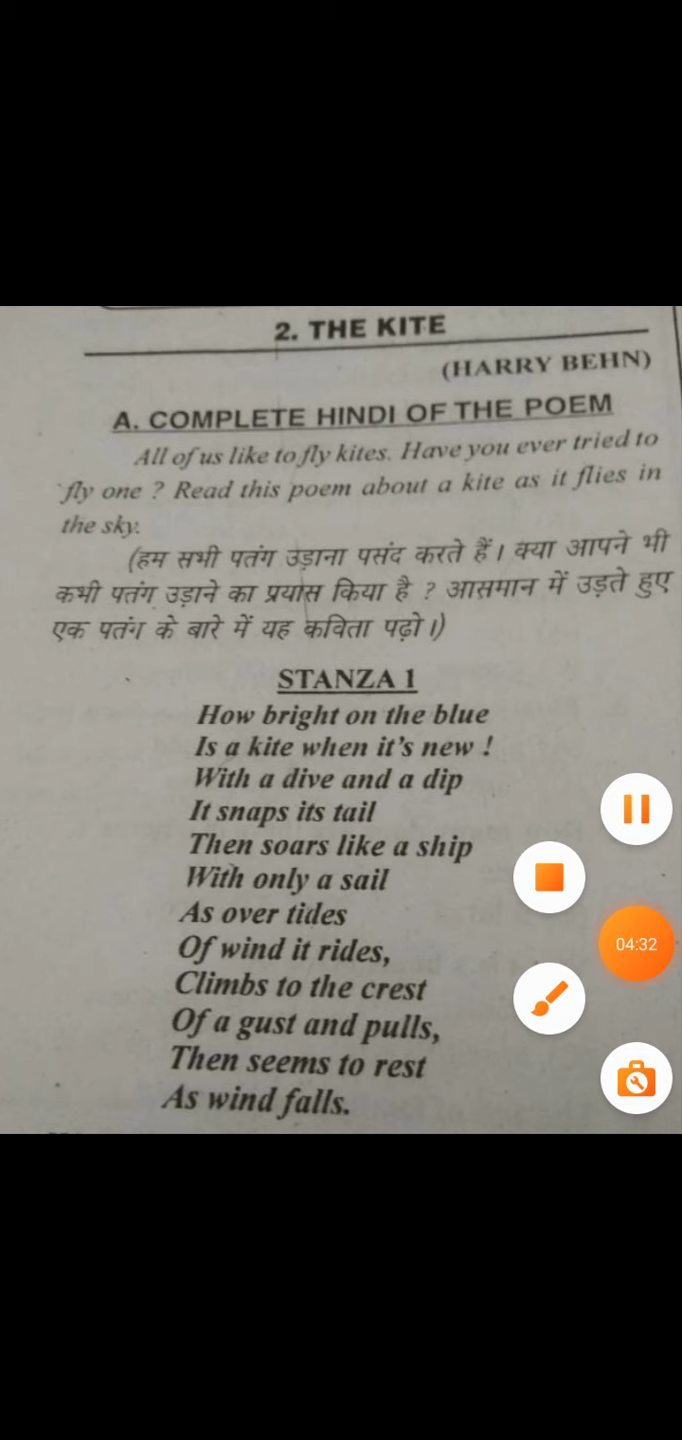 2. THE KITE
(HARRY BEHN)
A. COMPLETE HINDI OF THE POEM
All of us like to fly kites. Have you ever tried to
fly one ? Read this poem about a kite as it flies in
the sky.
(हम सभी पतंग उड़ाना पसंद करते हैं। क्या आपने भी
कभी पतंग उड़ाने का प्रयास किया है ? आसमान में उड़ते हुए
एक पतंग के बारे में यह कविता पढ़ो।)
STANZA 1
How bright on the blue
Is a kite when it's new !
With a dive and a dip
It snaps its tail
Then soars like a ship
With only a sail
As over tides
Of wind it rides,
Climbs to the crest
Of a gust and pulls,
Then seems to rest
As wind falls.
04:32